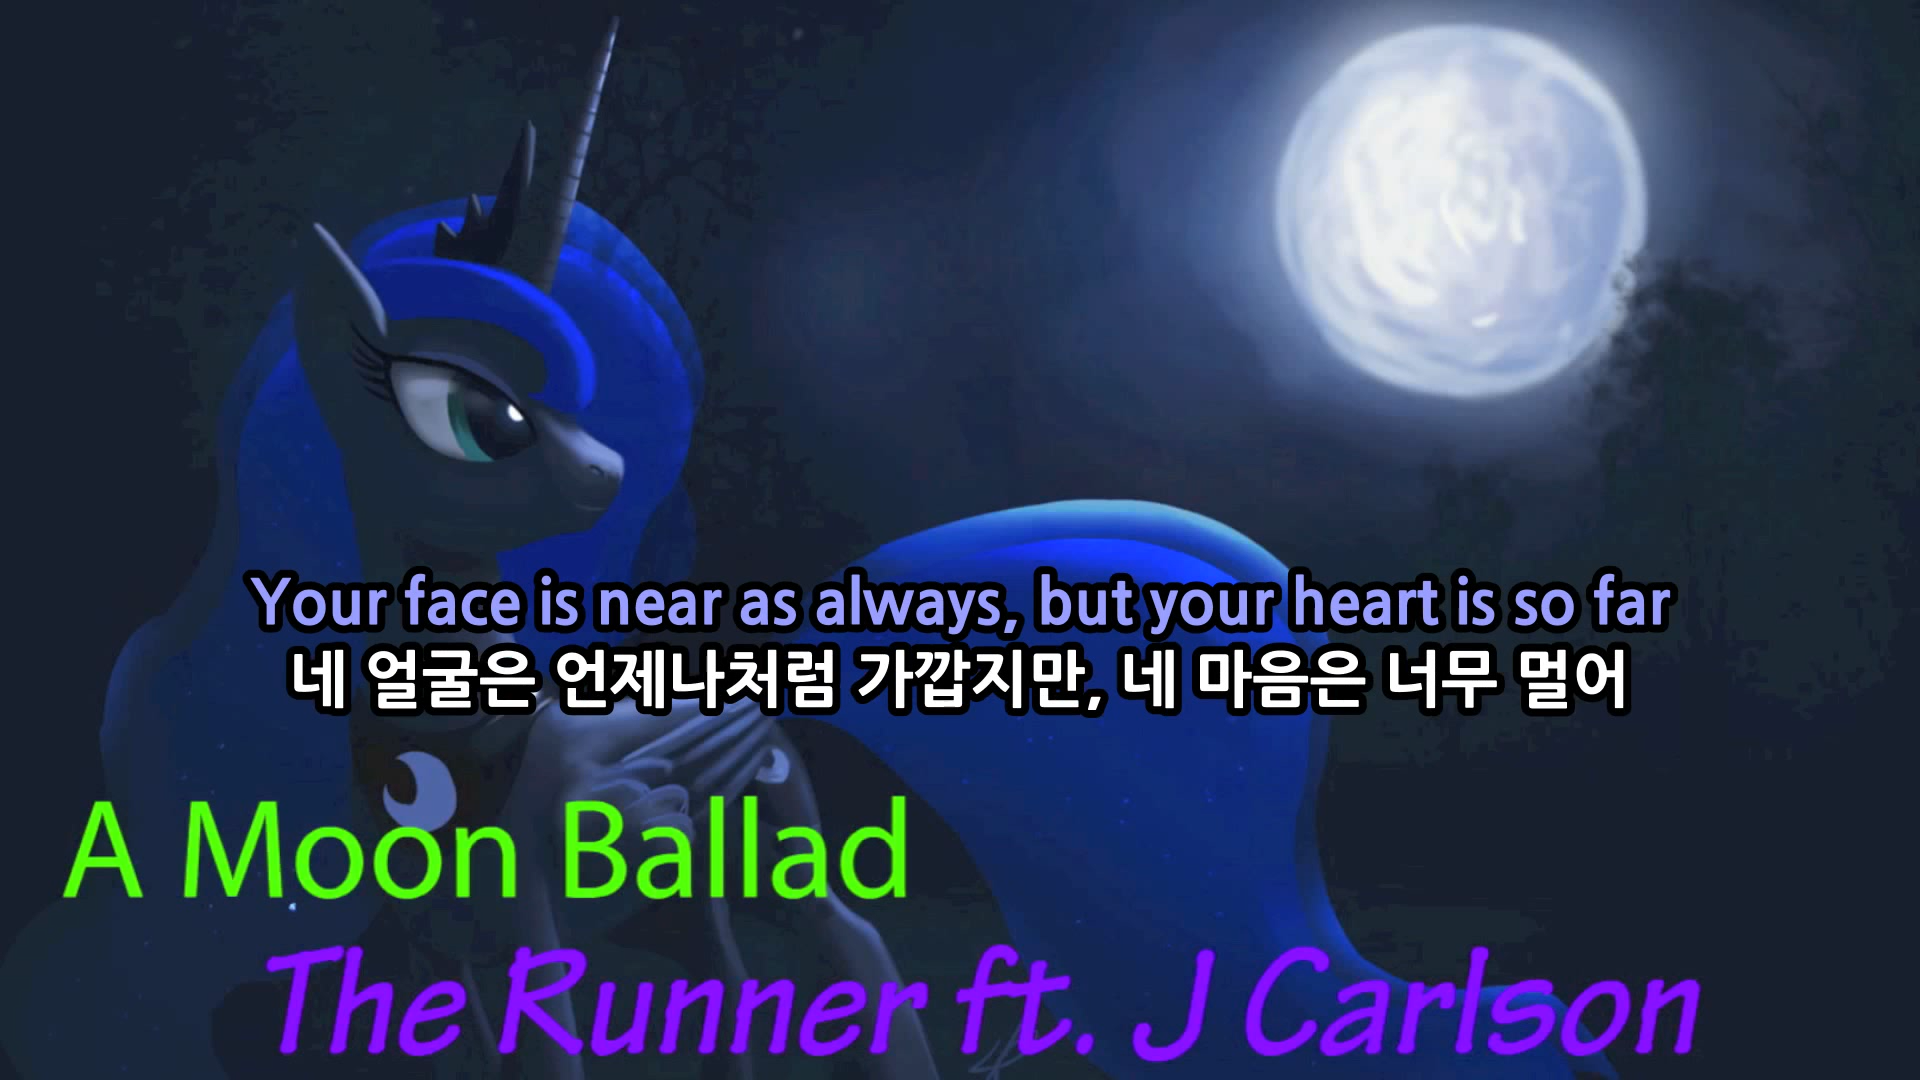 Your face is near as always, but your heart is so far
네 얼굴은 언제나처럼 가깝지만, 네 마음은 너무 멀어
A Moon Ballad
The Runner ft. J Carlson